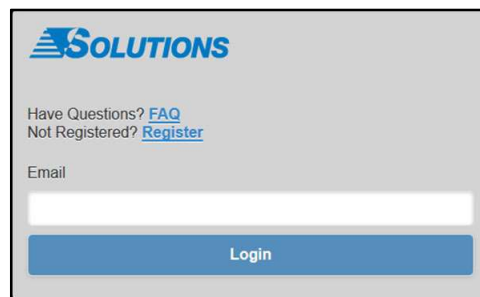 SOLUTIONS
Have Questions? FAQ
Not Registered? Register
Email
Login